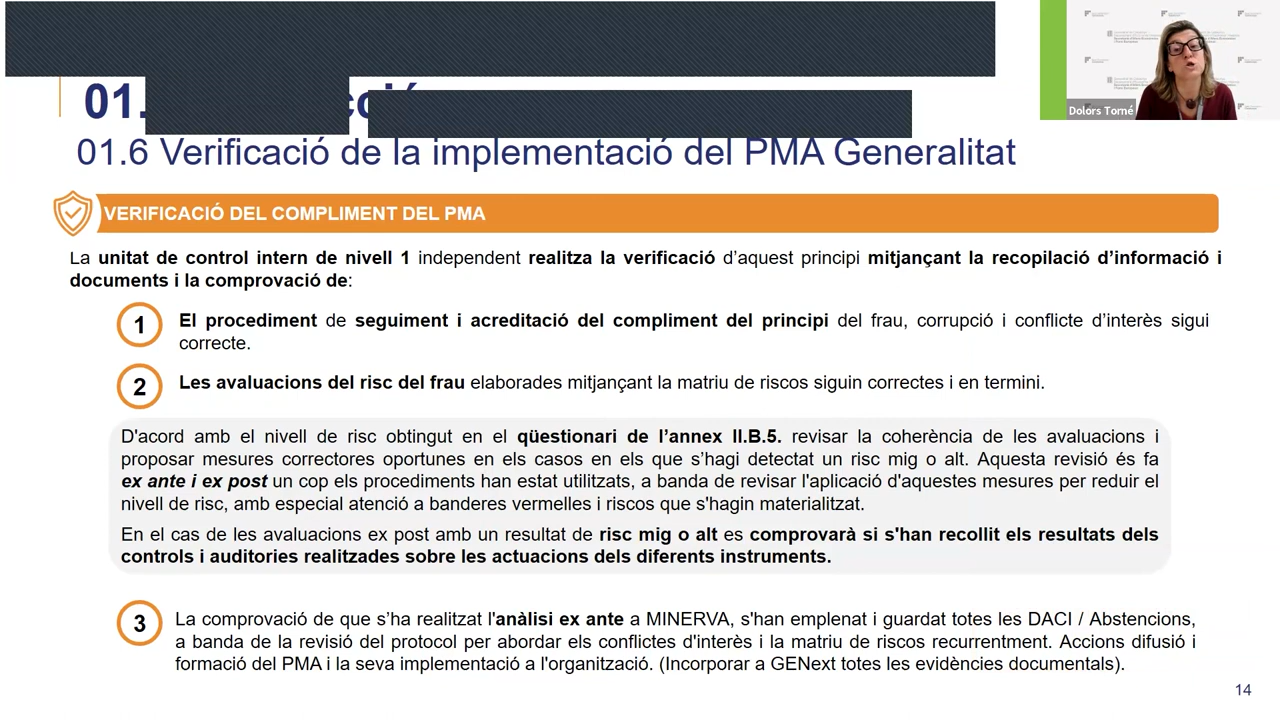 01.
Dolors Torné
01.6 Verificació de la implementació del PMA Generalitat
VERIFICACIÓ DEL COMPLIMENT DEL PMA
La unitat de control intern de nivell 1 independent realitza la verificació d’aquest principi mitjançant la recopilació d’informació i
documents i la comprovació de:
1
El procediment de seguiment i acreditació del compliment del principi del frau, corrupció i conflicte d’interès sigui
correcte.
2
Les avaluacions del risc del frau elaborades mitjançant la matriu de riscos siguin correctes i en termini.
D'acord amb el nivell de risc obtingut en el qüestionari de l’annex II.B.5. revisar la coherència de les avaluacions i
proposar mesures correctores oportunes en els casos en els que s’hagi detectat un risc mig o alt. Aquesta revisió és fa
ex ante i ex post un cop els procediments han estat utilitzats, a banda de revisar l'aplicació d'aquestes mesures per reduir el
nivell de risc, amb especial atenció a banderes vermelles i riscos que s'hagin materialitzat.
En el cas de les avaluacions ex post amb un resultat de risc mig o alt es comprovarà si s'han recollit els resultats dels
controls i auditories realitzades sobre les actuacions dels diferents instruments.
3
La comprovació de que s’ha realitzat l'anàlisi ex ante a MINERVA, s'han emplenat i guardat totes les DACI / Abstencions,
a banda de la revisió del protocol per abordar els conflictes d'interès i la matriu de riscos recurrentment. Accions difusió i
formació del PMA i la seva implementació a l'organització. (Incorporar a GENext totes les evidències documentals).
14